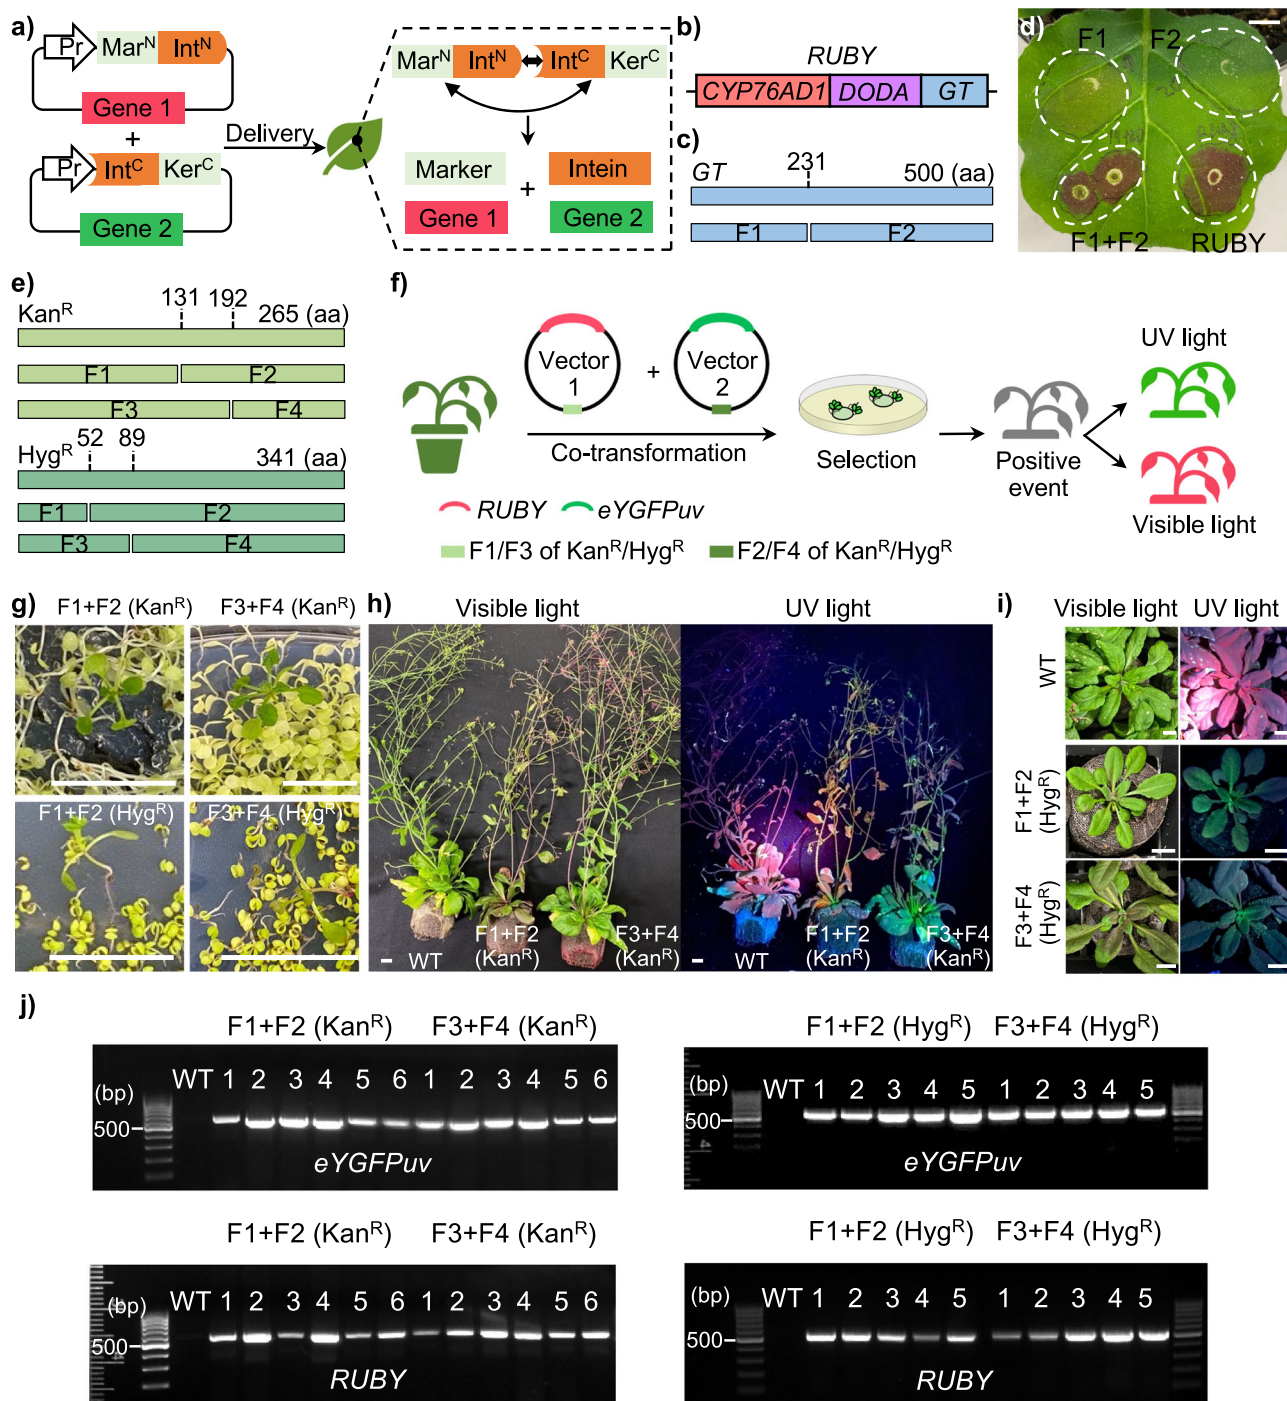 a)
Pr Mar^N Int^N
Gene 1
+
Pr Int^C Ker^C
Gene 2
Delivery
Mar^N Int^N Int^C Ker^C
Marker + Intein
Gene 1 Gene 2
b)
RUBY
CYP76AD1 DODA GT
c)
231
GT 500 (aa)
F1 F2
d)
F1 F2
F1+F2 RUBY
e)
131 192
Kan^R 265 (aa)
F1 F2
F3 F4
52 89
Hyg^R 341 (aa)
F1 F2
F3 F4
f)
Vector 1 + Vector 2
Co-transformation
Selection
Positive event
UV light
Visible light
RUBY eYGFPuv
F1/F3 of Kan^R/Hyg^R F2/F4 of Kan^R/Hyg^R
g)
F1+F2 (Kan^R) F3+F4 (Kan^R)
F1+F2 (Hyg^R) F3+F4 (Hyg^R)
h)
Visible light UV light
WT F1+F2 (Kan^R) F3+F4 (Kan^R) WT F1+F2 (Kan^R) F3+F4 (Kan^R)
i)
Visible light UV light
WT
F1+F2 (Hyg^R)
F3+F4 (Hyg^R)
j)
F1+F2 (Kan^R) F3+F4 (Kan^R)
(bp) WT 1 2 3 4 5 6 1 2 3 4 5 6
500
eYGFPuv
F1+F2 (Hyg^R) F3+F4 (Hyg^R)
(bp) WT 1 2 3 4 5 1 2 3 4 5
500
eYGFPuv
F1+F2 (Kan^R) F3+F4 (Kan^R)
(bp) WT 1 2 3 4 5 6 1 2 3 4 5 6
500
RUBY
F1+F2 (Hyg^R) F3+F4 (Hyg^R)
(bp) WT 1 2 3 4 5 1 2 3 4 5
500
RUBY